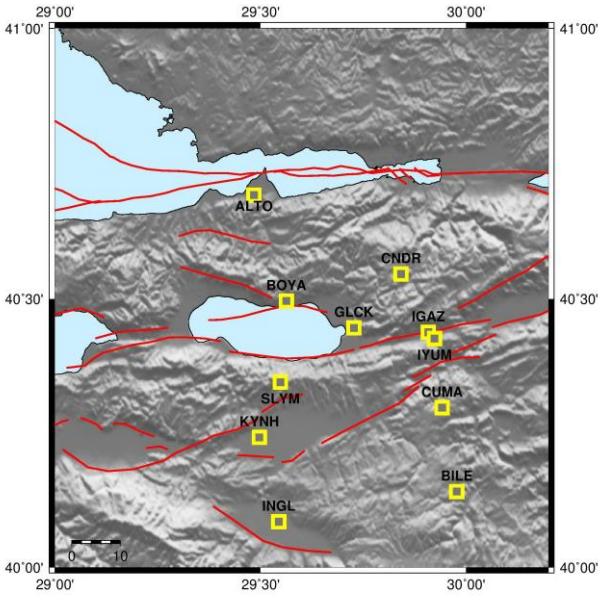 29°00' 29°30' 30°00'
41°00' 41°00'
ALTO
CNDR
BOYA
40°30' 40°30'
GLCK IGAZ
IYUM
SLYM CUMA
KYNH
BILE
INGL
0 10
40°00' 40°00'
29°00' 29°30' 30°00'